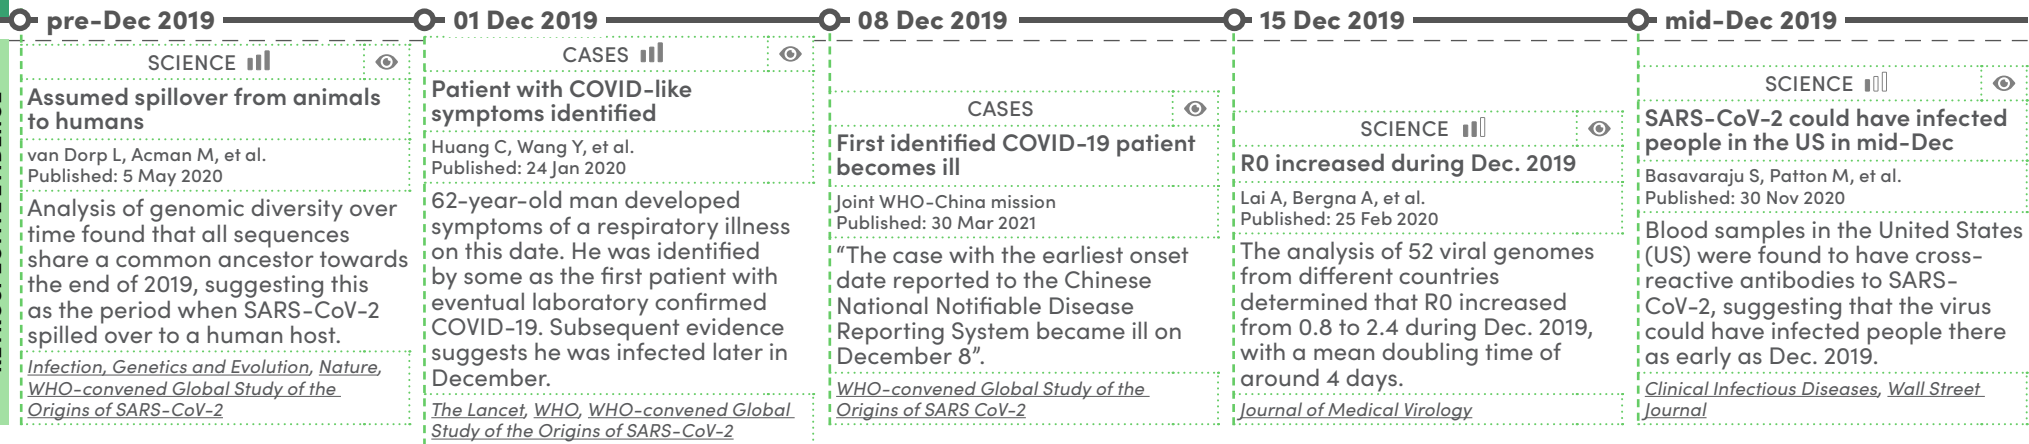 pre-Dec 2019
SCIENCE
Assumed spillover from animals
to humans
van Dorp L, Acman M, et al.
Published: 5 May 2020
Analysis of genomic diversity over
time found that all sequences
share a common ancestor towards
the end of 2019, suggesting this
as the period when SARS-CoV-2
spilled over to a human host.
Infection, Genetics and Evolution, Nature,
WHO-convened Global Study of the
Origins of SARS-CoV-2
01 Dec 2019
CASES
Patient with COVID-like
symptoms identified
Huang C, Wang Y, et al.
Published: 24 Jan 2020
62-year-old man developed
symptoms of a respiratory illness
on this date. He was identified
by some as the first patient with
eventual laboratory confirmed
COVID-19. Subsequent evidence
suggests he was infected later in
December.
The Lancet, WHO, WHO-convened Global
Study of the Origins of SARS-CoV-2
08 Dec 2019
CASES
First identified COVID-19 patient
becomes ill
Joint WHO-China mission
Published: 30 Mar 2021
“The case with the earliest onset
date reported to the Chinese
National Notifiable Disease
Reporting System became ill on
December 8”.
WHO-convened Global Study of the
Origins of SARS CoV-2
15 Dec 2019
SCIENCE
R0 increased during Dec. 2019
Lai A, Bergna A, et al.
Published: 25 Feb 2020
The analysis of 52 viral genomes
from different countries
determined that R0 increased
from 0.8 to 2.4 during Dec. 2019,
with a mean doubling time of
around 4 days.
Journal of Medical Virology
mid-Dec 2019
SCIENCE
SARS-CoV-2 could have infected
people in the US in mid-Dec
Basavaraju S, Patton M, et al.
Published: 30 Nov 2020
Blood samples in the United States
(US) were found to have cross-
reactive antibodies to SARS-
CoV-2, suggesting that the virus
could have infected people there
as early as Dec. 2019.
Clinical Infectious Diseases, Wall Street
Journal